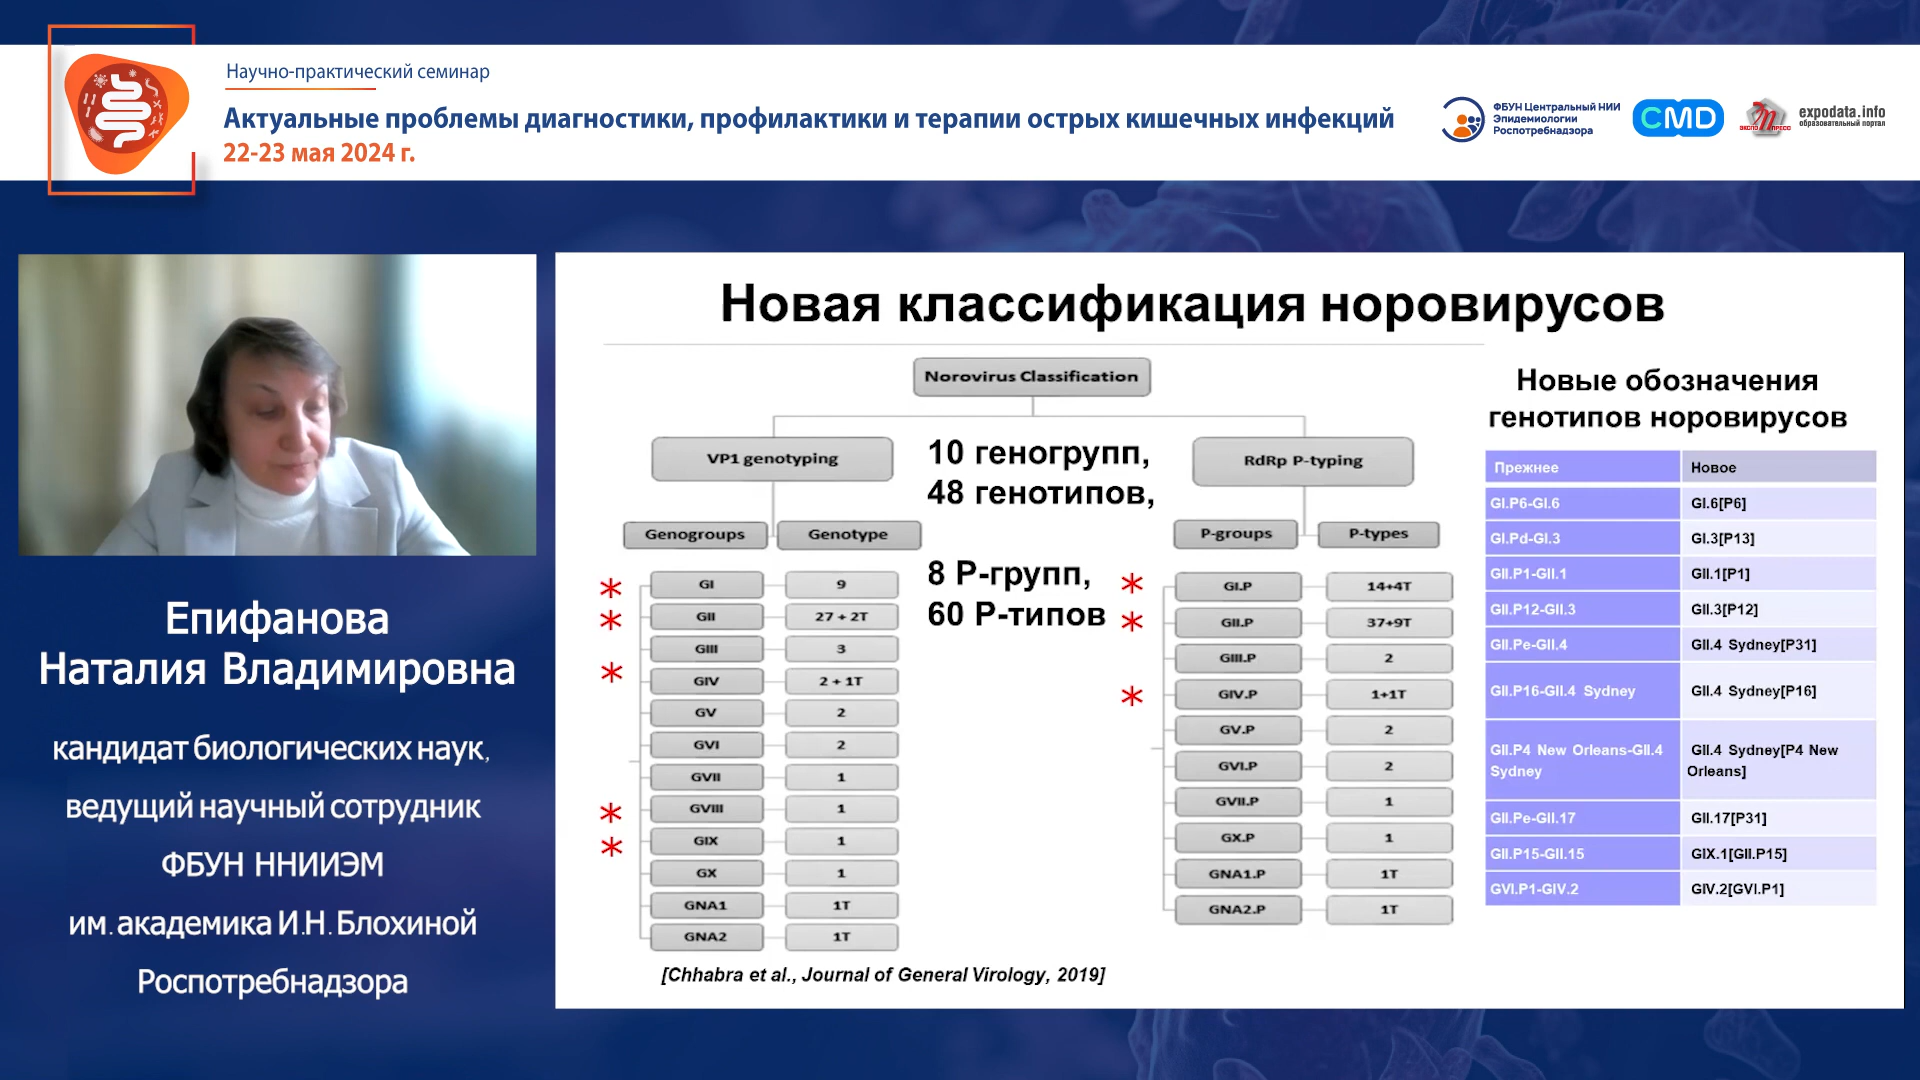 Научно-практический семинар
Актуальные проблемы диагностики, профилактики и терапии острых кишечных инфекций
22-23 мая 2024 г.
ФБУН Центральный НИИ
Эпидемиологии
Роспотребнадзора
CMD
ЭКСПО ПРЕСС
expodata.info
образовательный портал
Епифанова
Наталия Владимировна
кандидат биологических наук,
ведущий научный сотрудник
ФБУН ННИИЭМ
им. академика И.Н. Блохиной
Роспотребнадзора
Новая классификация норовирусов
Norovirus Classification
VP1 genotyping
10 геногрупп,
48 генотипов,
8 Р-групп,
60 Р-типов
RdRp P-typing
Genogroups Genotype
* GI 9
* GII 27 + 2T
GIII 3
* GIV 2 + 1T
GV 2
GVI 2
GVII 1
* GVIII 1
* GIX 1
GX 1
GNA1 1T
GNA2 1T
P-groups P-types
* GI.P 14+4T
* GII.P 37+9T
GIII.P 2
* GIV.P 1+1T
GV.P 2
GVI.P 2
GVII.P 1
GX.P 1
GNA1.P 1T
GNA2.P 1T
[Chhabra et al., Journal of General Virology, 2019]
Новые обозначения
генотипов норовирусов
Прежнее Новое
GI.P6-GI.6 GI.6[P6]
GI.Pd-GI.3 GI.3[P13]
GII.P1-GII.1 GII.1[P1]
GII.P12-GII.3 GII.3[P12]
GII.Pe-GII.4 GII.4 Sydney[P31]
GII.P16-GII.4 Sydney GII.4 Sydney[P16]
GII.P4 New Orleans-GII.4 GII.4 Sydney[P4 New
Sydney Orleans]
GII.Pe-GII.17 GII.17[P31]
GII.P15-GII.15 GIX.1[GII.P15]
GVI.P1-GIV.2 GIV.2[GVI.P1]